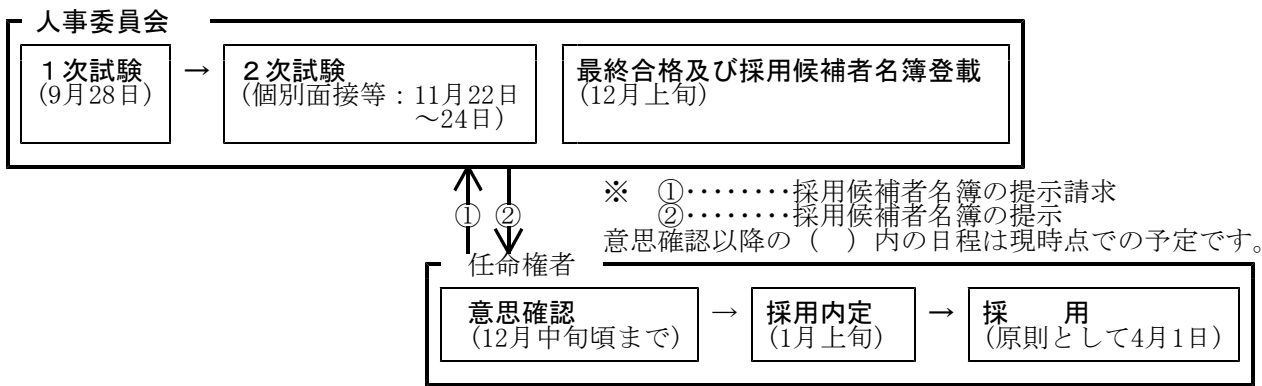 人事委員会
１次試験 → ２次試験 最終合格及び採用候補者名簿登載
(9月28日) (個別面接等：11月22日 (12月上旬)
～24日)
※ ①････････採用候補者名簿の提示請求
① ② ②････････採用候補者名簿の提示
意思確認以降の（ ）内の日程は現時点での予定です。
任命権者
意思確認 → 採用内定 → 採 用
(12月中旬頃まで) (1月上旬) (原則として4月1日)